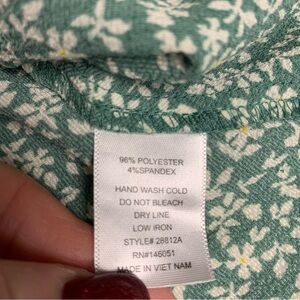 96% POLYESTER
4%SPANDEX
HAND WASH COLD
DO NOT BLEACH
DRY LINE
LOW IRON
STYLE# 26812A
RN#146051
MADE IN VIET NAM